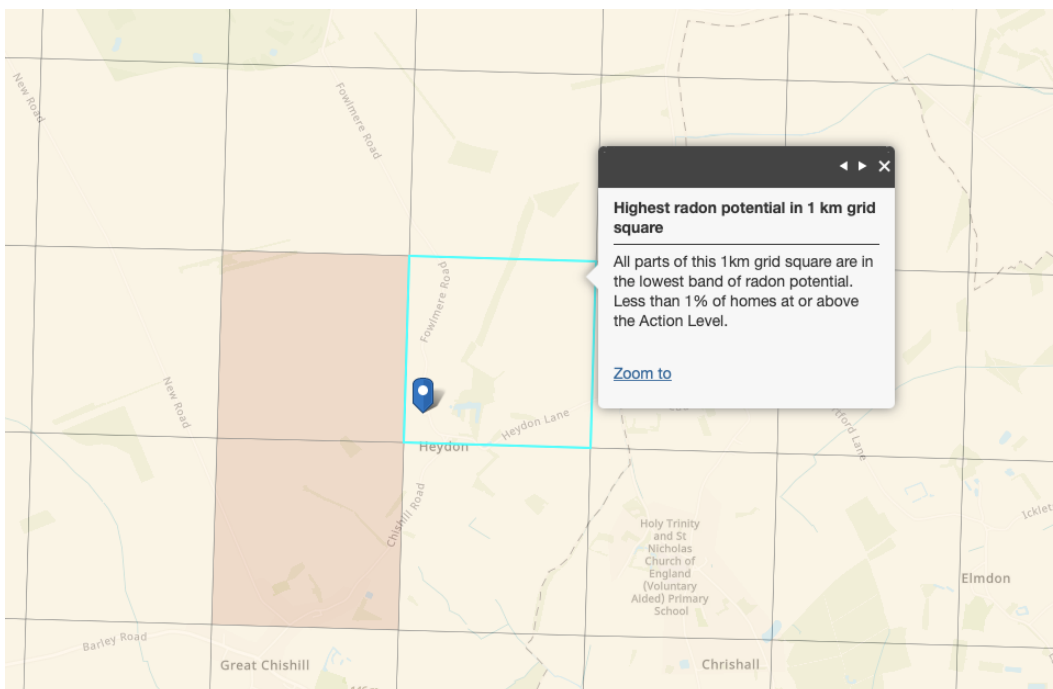 New Road
Fowlmere Road
Highest radon potential in 1 km grid
square
All parts of this 1km grid square are in
the lowest band of radon potential.
Less than 1% of homes at or above
the Action Level.
Zoom to
Fowlmere Road
New Road
Heydon Lane
Heydon
Chishill Road
Holy Trinity
and St
Nicholas
Church of
England
(Voluntary
Aided) Primary
School
Elmdon
Barley Road
Great Chishill
Chrishall